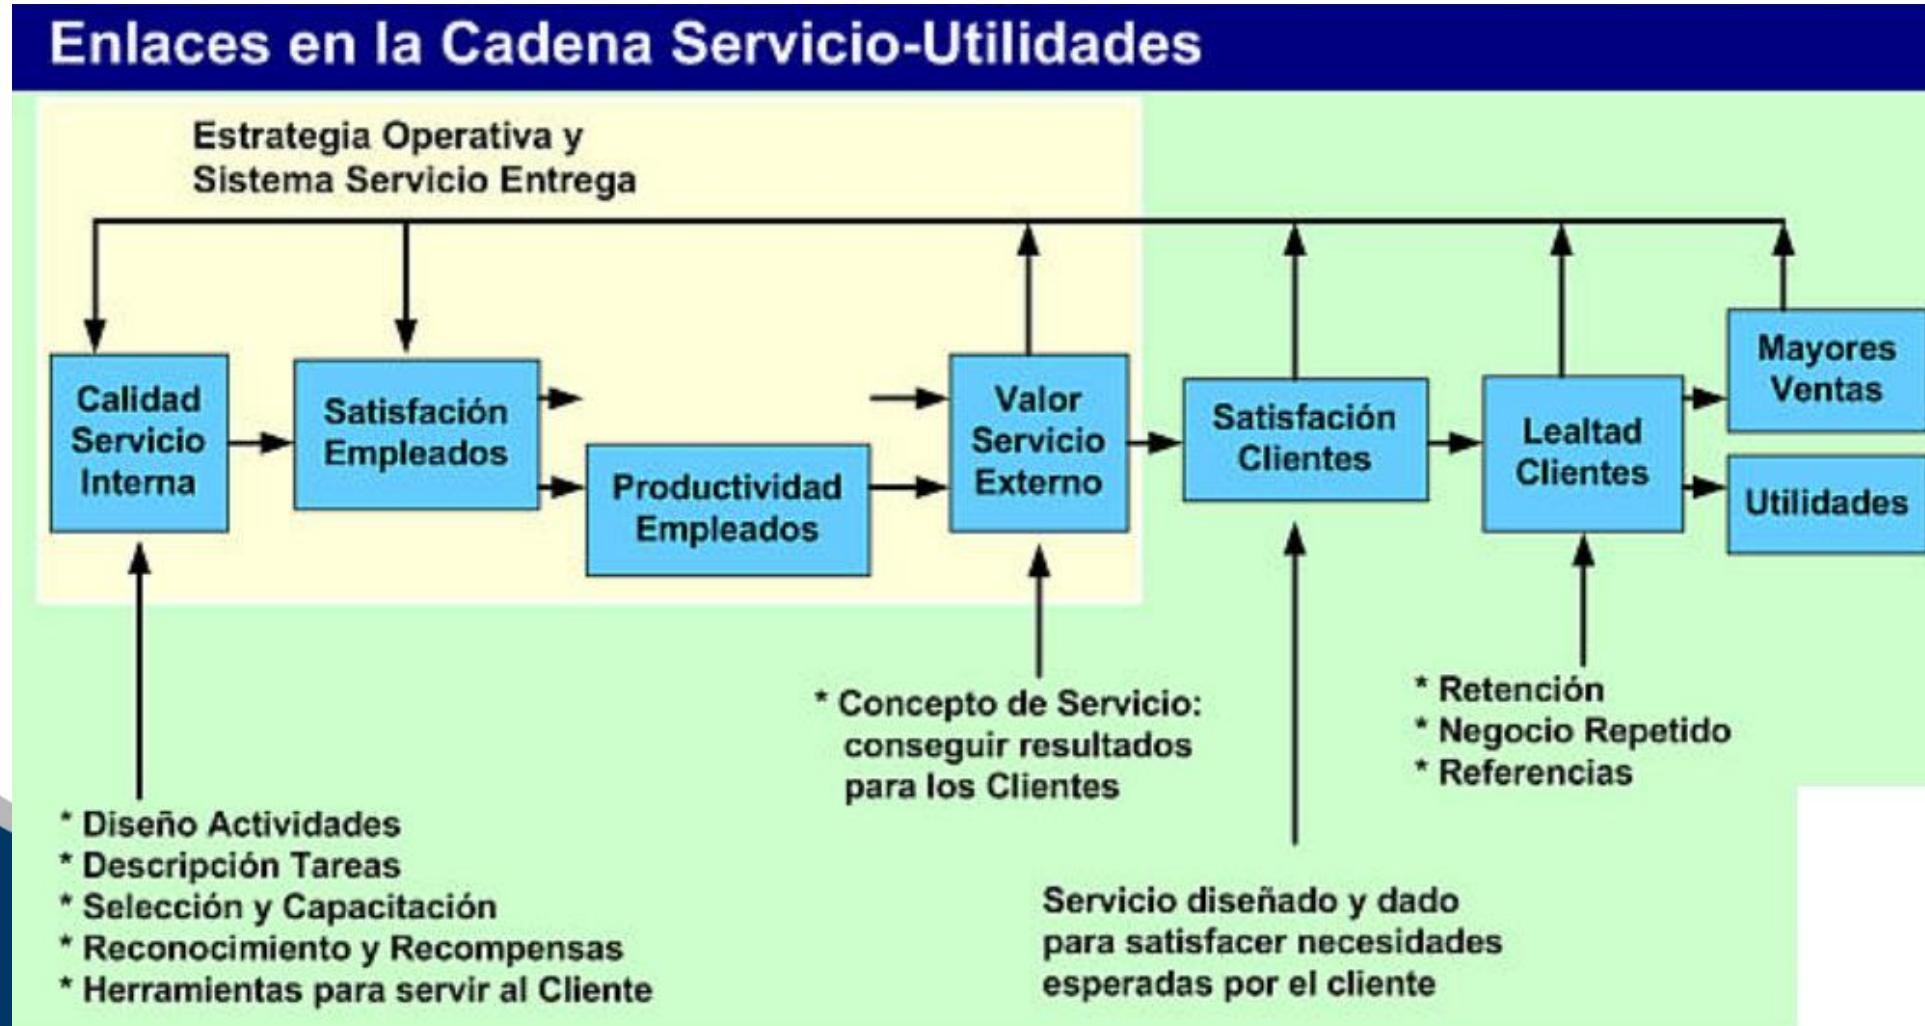 Enlaces en la Cadena Servicio-Utilidades
Estrategia Operativa y
Sistema Servicio Entrega
Calidad
Servicio
Interna
Satisfación
Empleados
Productividad
Empleados
Valor
Servicio
Externo
Satisfacción
Clientes
Lealtad
Clientes
Mayores
Ventas
Utilidades
* Diseño Actividades
* Descripción Tareas
* Selección y Capacitación
* Reconocimiento y Recompensas
* Herramientas para servir al Cliente
* Concepto de Servicio:
conseguir resultados
para los Clientes
Servicio diseñado y dado
para satisfacer necesidades
esperadas por el cliente
* Retención
* Negocio Repetido
* Referencias